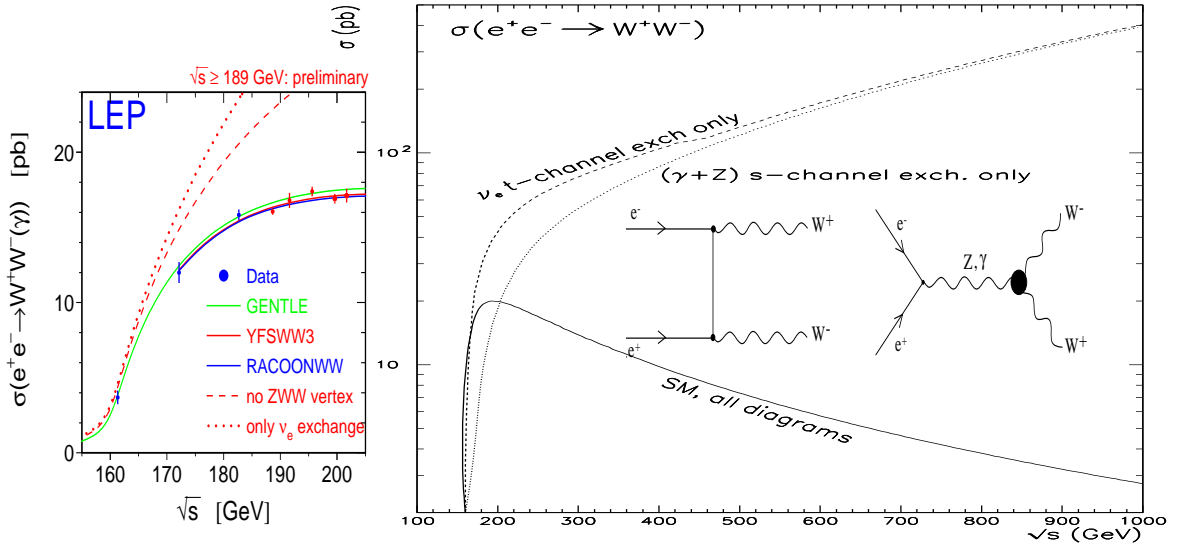 √s ≥ 189 GeV: preliminary
LEP
σ(e⁺e⁻→W⁺W⁻(γ)) [pb]
20
10
0
Data
GENTLE
YFSWW3
RACOONWW
no ZWW vertex
only νₑ exchange
160
170
180
190
200
√s [GeV]
σ (pb)
σ(e⁺e⁻ → W⁺W⁻)
10²
10
νₑ t-channel exch only
(γ+Z) s-channel exch. only
e⁻
W⁺
e⁺
W⁻
e⁻
Z,γ
W⁻
e⁺
W⁺
SM, all diagrams
100
200
300
400
500
600
700
800
900
1000
√s (GeV)